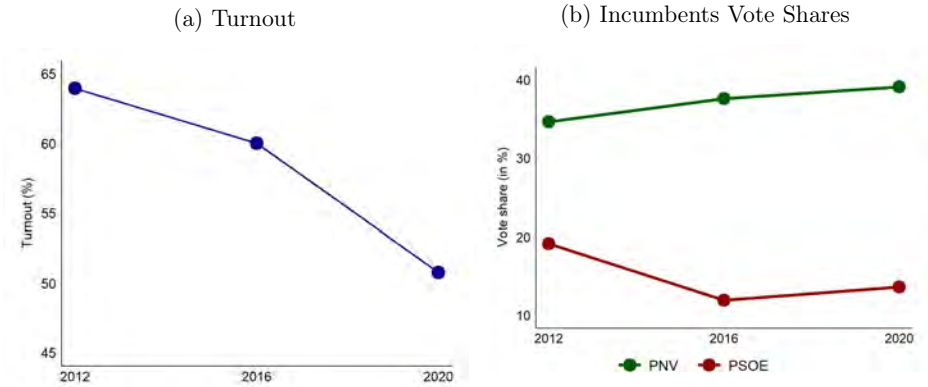 (a) Turnout
65
60
55
50
45
Turnout (%)
2012
2016
2020
(b) Incumbents Vote Shares
40
30
20
10
Vote share (in %)
2012
2016
2020
PNV
PSOE